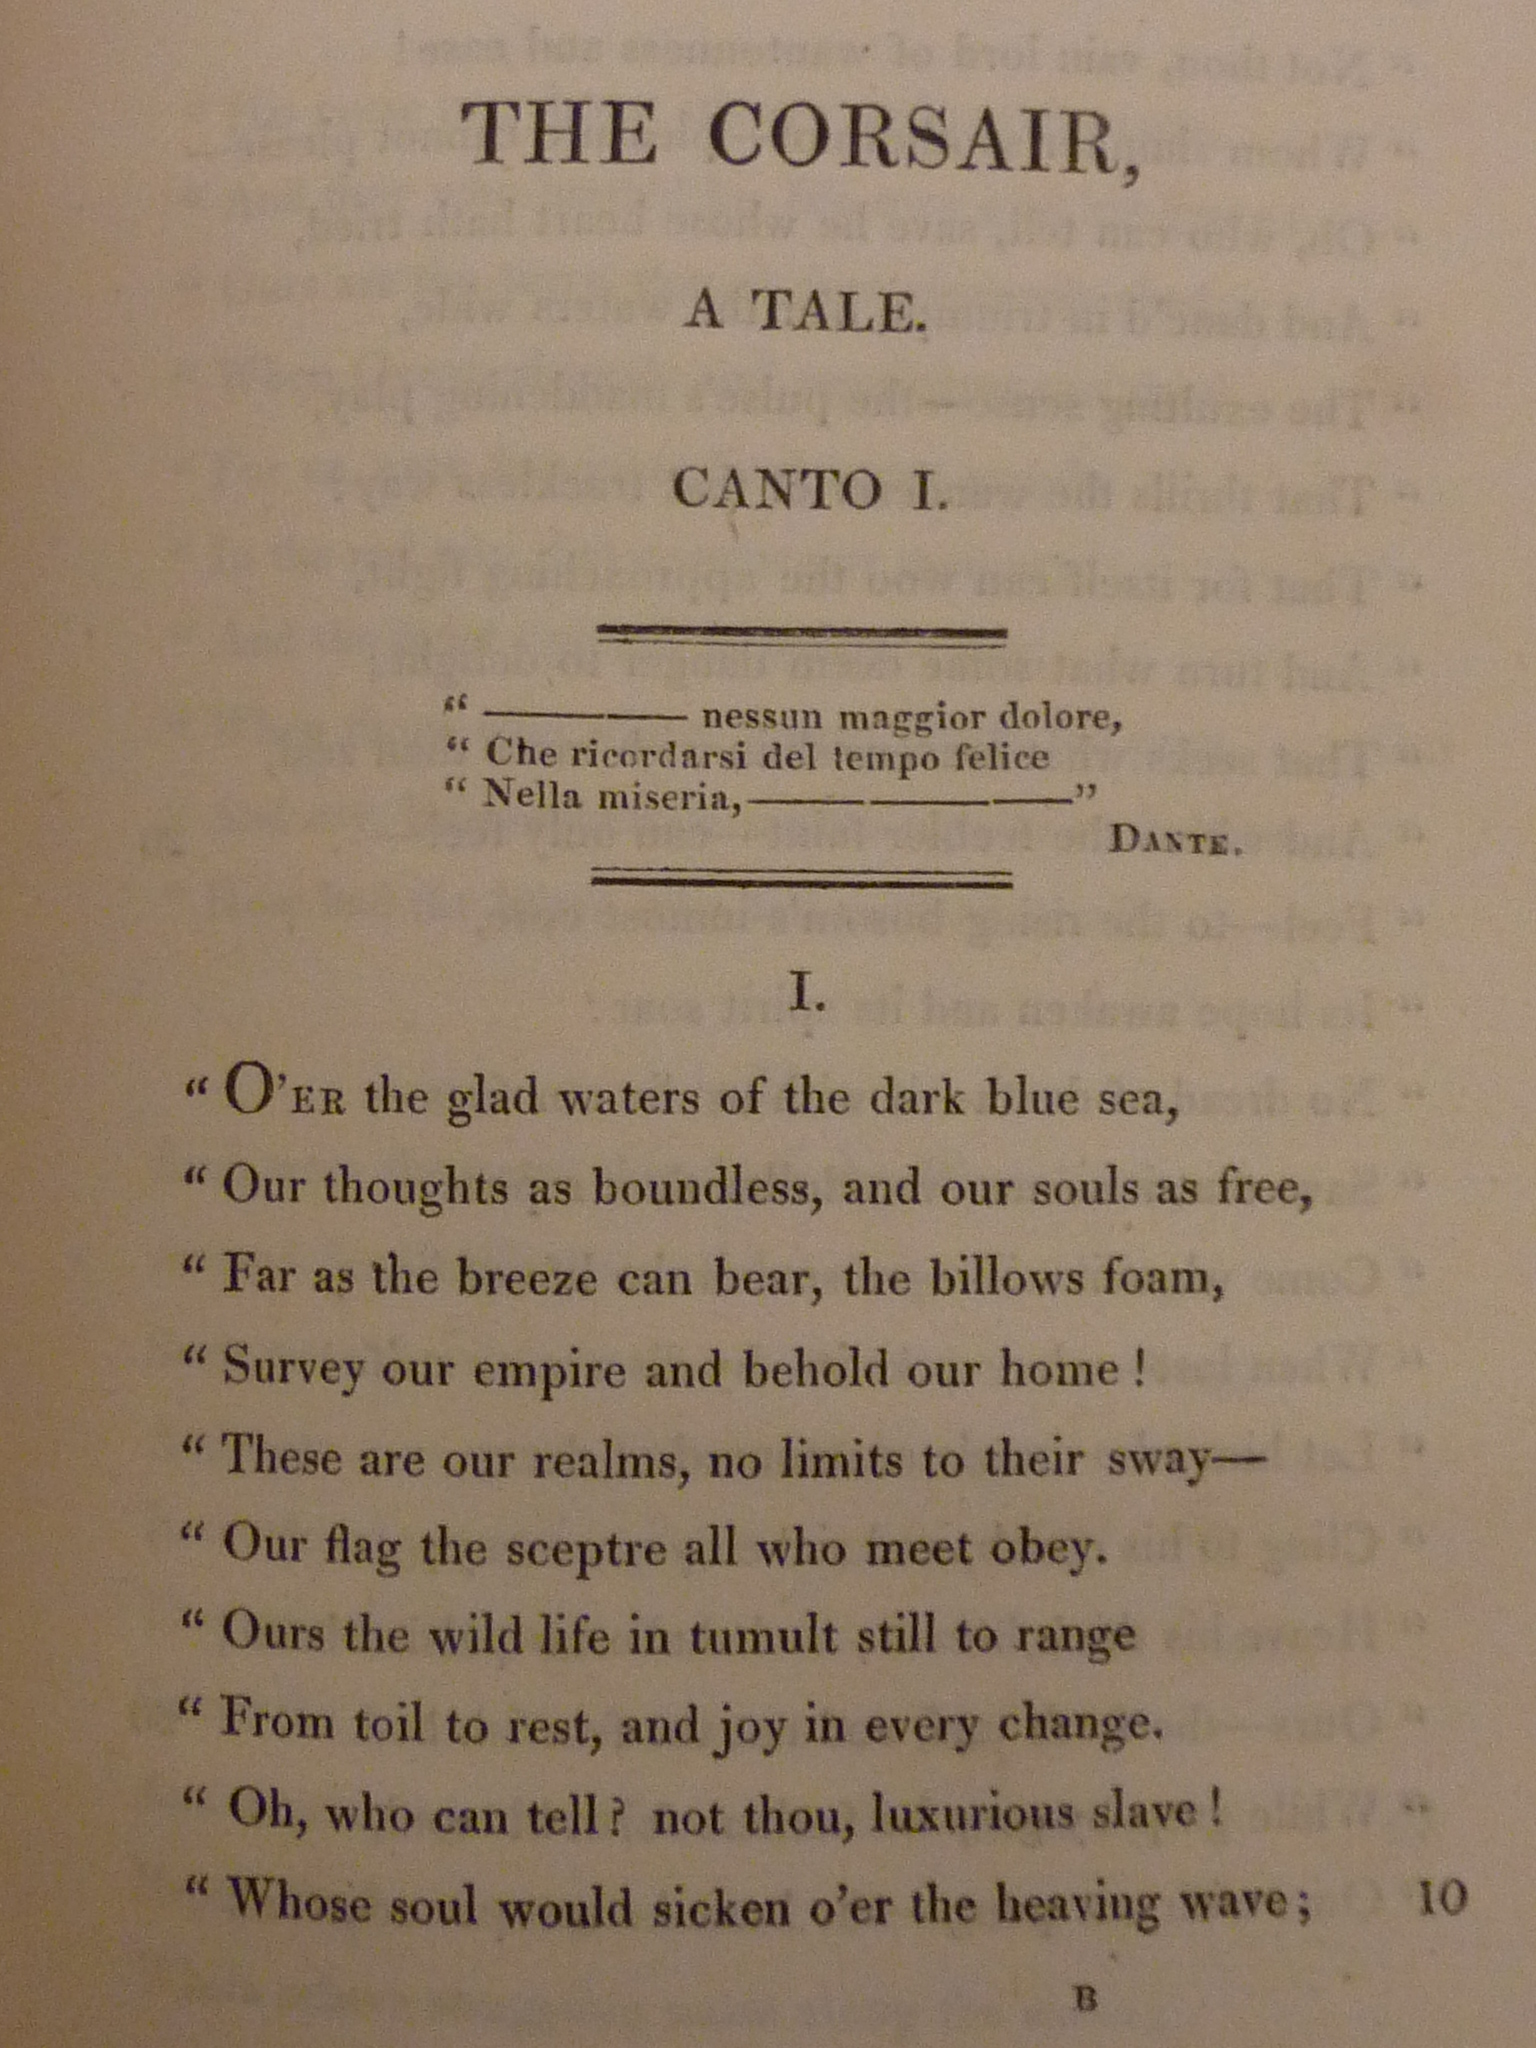 THE CORSAIR,
A TALE.
CANTO I.
“ ——— nessun maggior dolore,
“ Che ricordarsi del tempo felice
“ Nella miseria,————”
DANTE.
I.
“ O’ER the glad waters of the dark blue sea,
“ Our thoughts as boundless, and our souls as free,
“ Far as the breeze can bear, the billows foam,
“ Survey our empire and behold our home !
“ These are our realms, no limits to their sway—
“ Our flag the sceptre all who meet obey.
“ Ours the wild life in tumult still to range
“ From toil to rest, and joy in every change.
“ Oh, who can tell ? not thou, luxurious slave !
“ Whose soul would sicken o’er the heaving wave ; 10
B